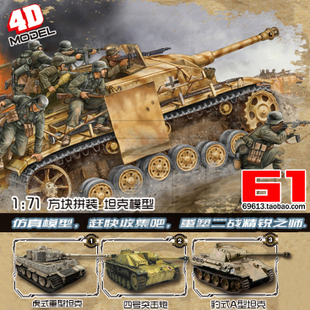 4D
MODEL
61
69613.taobao.com
1:71 方块拼装 坦克模型
仿真模型，赶快收集吧，重塑二战精锐之师。
1
2
3
虎式重型坦克
四号突击炮
豹式A型坦克